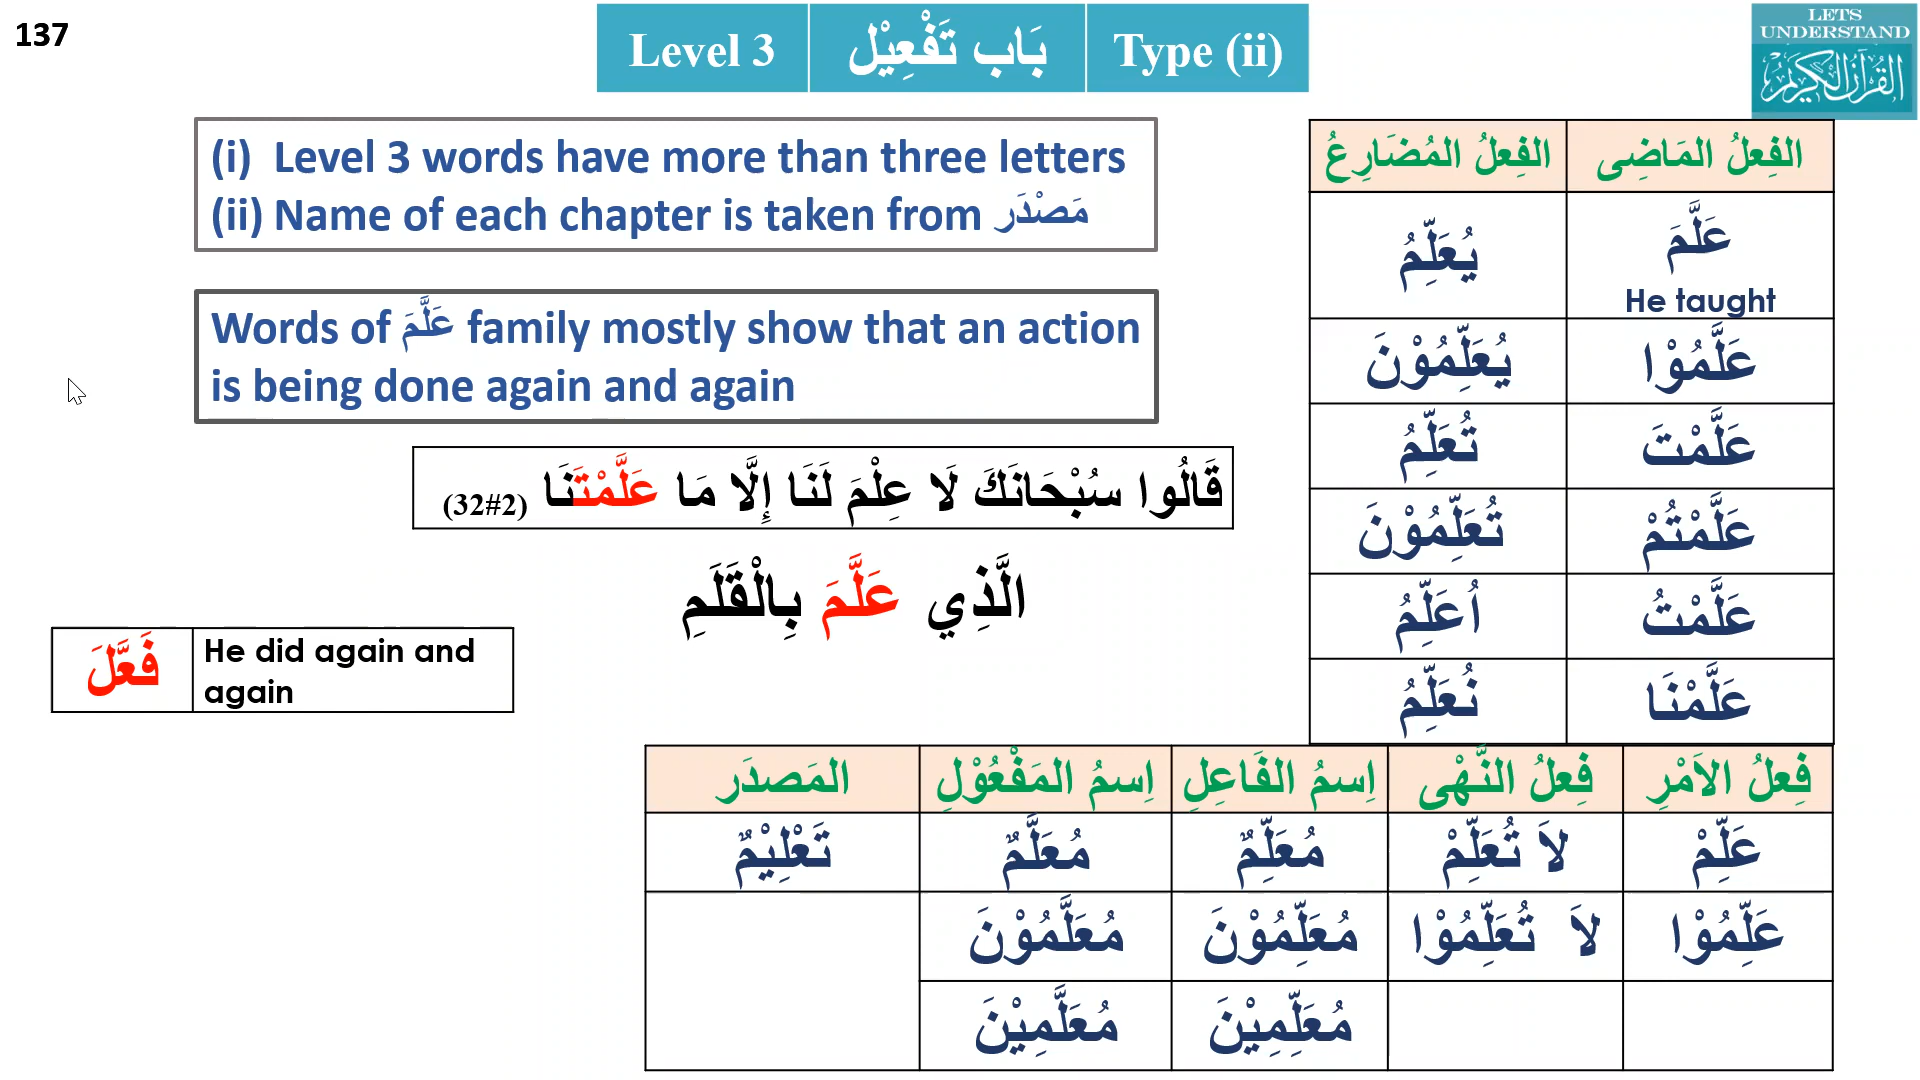 137
Level 3 بَاب تَفْعِيْل Type (ii)
LETS
UNDERSTAND
القرآن الكريم
(i) Level 3 words have more than three letters
(ii) Name of each chapter is taken from مَصْدَر
Words of عَلَّمَ family mostly show that an action
is being done again and again
قَالُوا سُبْحَانَكَ لَا عِلْمَ لَنَا إِلَّا مَا عَلَّمْتَنَا (32#2)
الَّذِي عَلَّمَ بِالْقَلَمِ
فَعَّلَ He did again and
again
الفِعلُ المَاضِى الفِعلُ المُضَارِعُ
عَلَّمَ يُعَلِّمُ
He taught
عَلَّمُوْا يُعَلِّمُوْنَ
عَلَّمْتَ تُعَلِّمُ
عَلَّمْتُمْ تُعَلِّمُوْنَ
عَلَّمْتُ اُعَلِّمُ
عَلَّمْنَا نُعَلِّمُ
فِعلُ الاَمْرِ فِعلُ النَّهْى اِسمُ الفَاعِلِ اِسمُ المَفْعُوْلِ المَصدَر
عَلِّمْ لاَ تُعَلِّمْ مُعَلِّمٌ مُعَلَّمٌ تَعْلِيْمٌ
عَلِّمُوْا لاَ تُعَلِّمُوْا مُعَلِّمُوْنَ مُعَلَّمُوْنَ
مُعَلِّمِيْنَ مُعَلَّمِيْنَ